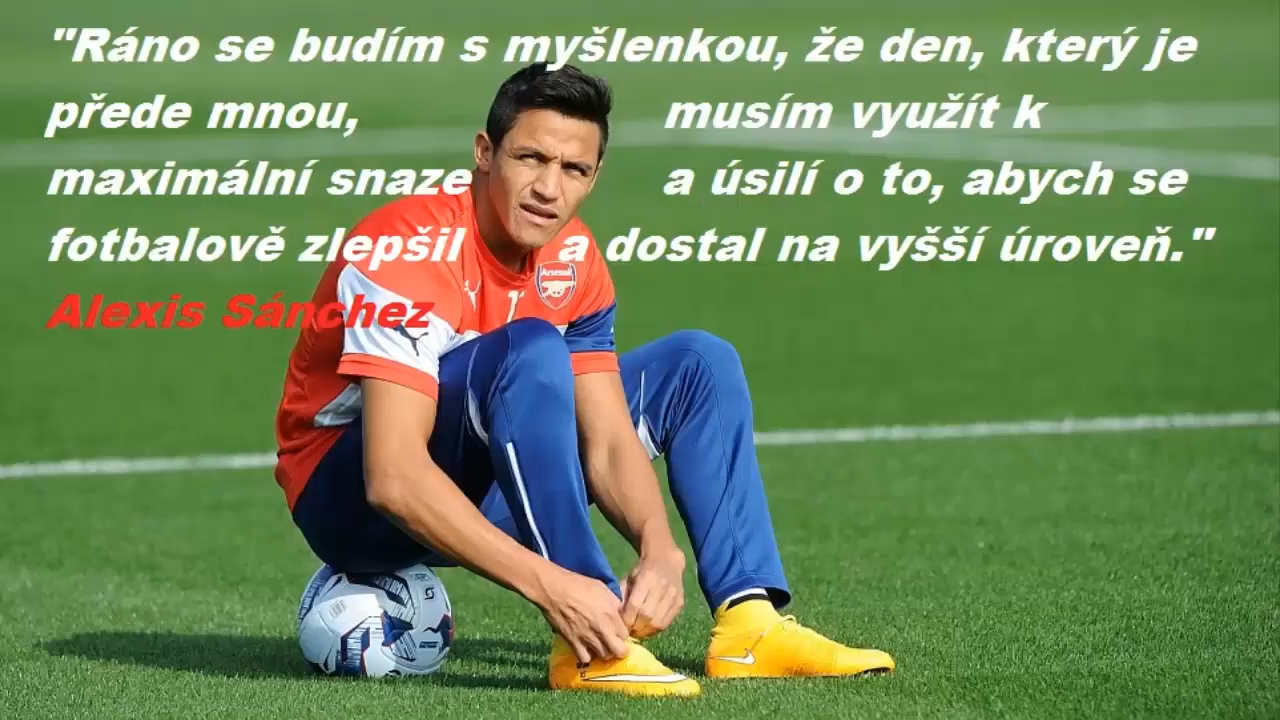 "Ráno se budím s myšlenkou, že den, který je
přede mnou, musím využít k
maximální snaze a úsilí o to, abych se
fotbalově zlepšil a dostal na vyšší úroveň."
Alexis Sánchez
Arsenal